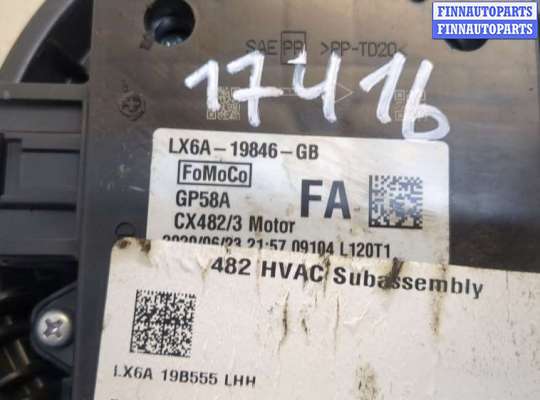 FINNAUTOPARTS
FINNAUTOPARTS
FINNAUTOPARTS
SAE PP >PP-TD20<
17416
LX6A-19846-GB
FoMoCo
GP58A
FA
CX482/3 Motor
2020/06/23 21:57 09104 L120T1
482 HVAC Subassembly
LX6A 19B555 LHH